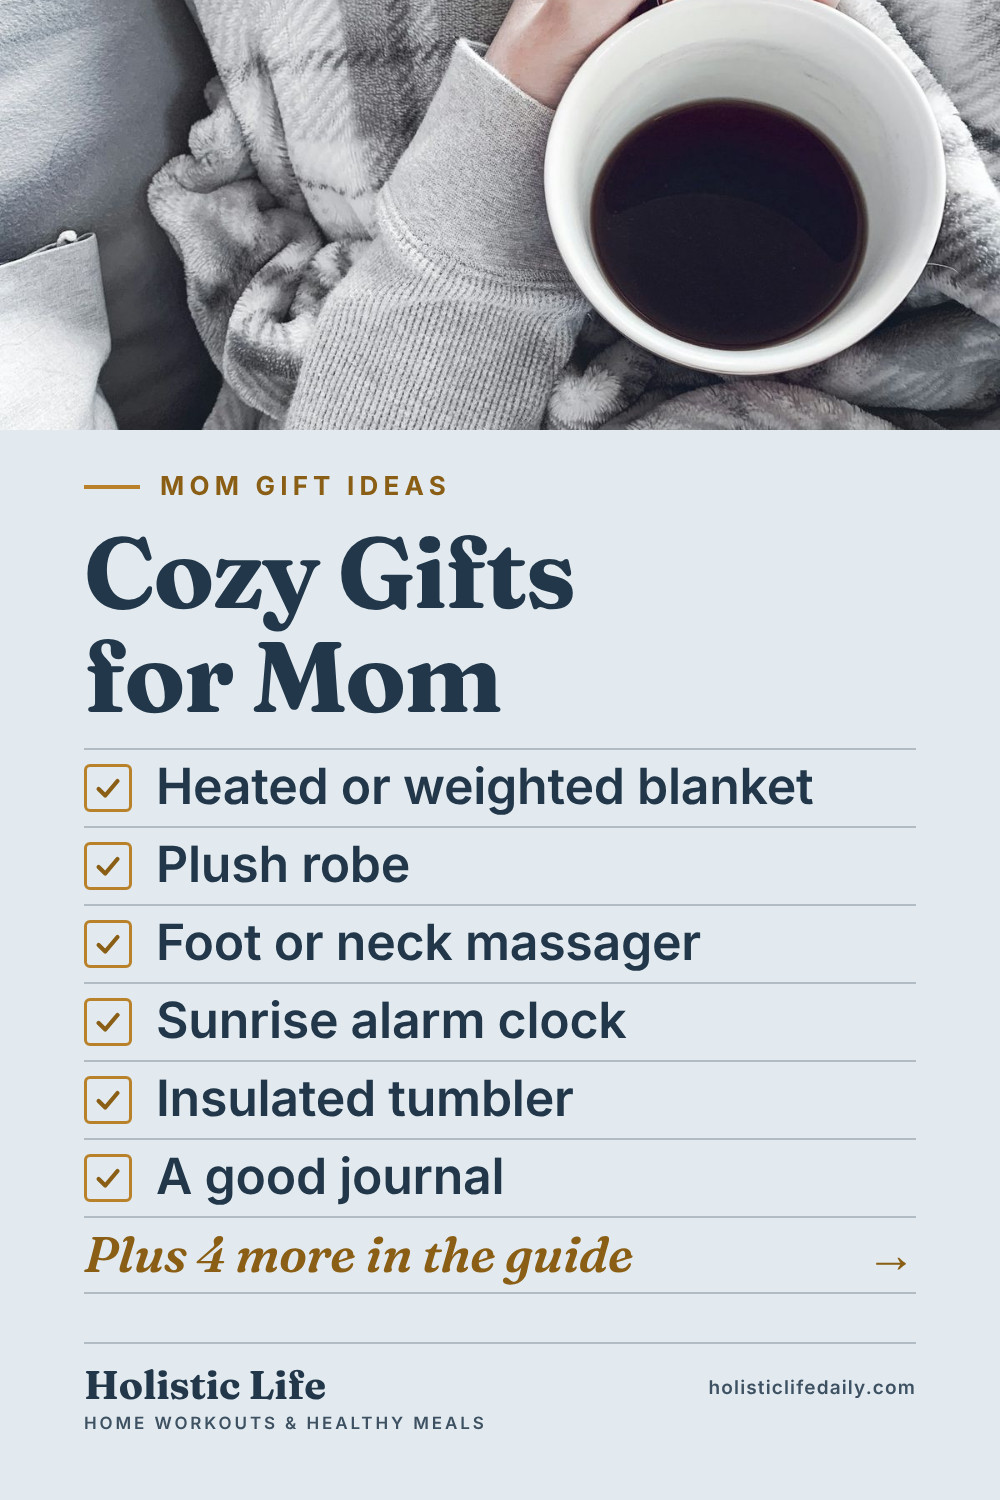 MOM GIFT IDEAS
Cozy Gifts
for Mom
Heated or weighted blanket
Plush robe
Foot or neck massager
Sunrise alarm clock
Insulated tumbler
A good journal
Plus 4 more in the guide →
Holistic Life
holisticlifedaily.com
HOME WORKOUTS & HEALTHY MEALS